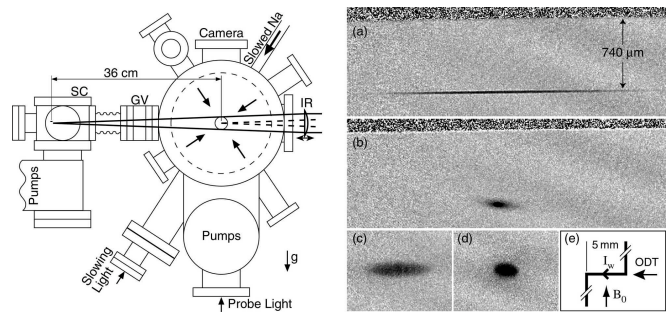 Camera
Slowed Na
36 cm
SC
GV
IR
Pumps
Pumps
g
Slowing
Light
Probe Light
(a)
740 μm
(b)
(c)
(d)
(e)
5 mm
I_w
ODT
B_0